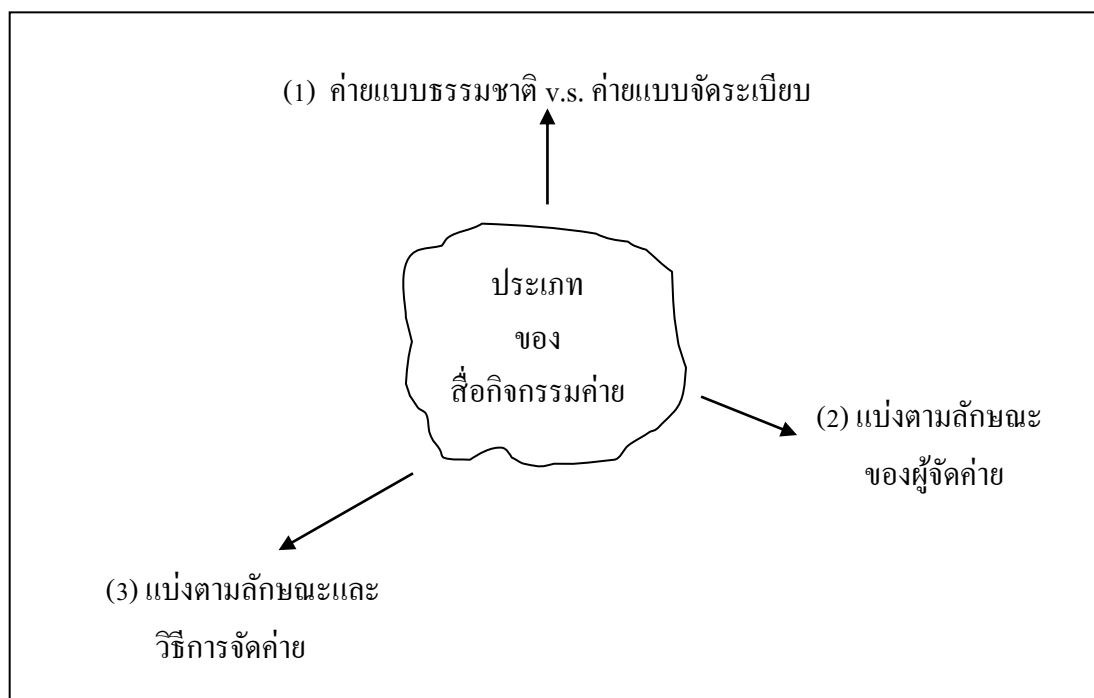 (1) ค่ายแบบธรรมชาติ v.s. ค่ายแบบจัดระเบียบ
ประเภท
ของ
สื่อกิจกรรมค่าย
(2) แบ่งตามลักษณะ
ของผู้จัดค่าย
(3) แบ่งตามลักษณะและ
วิธีการจัดค่าย